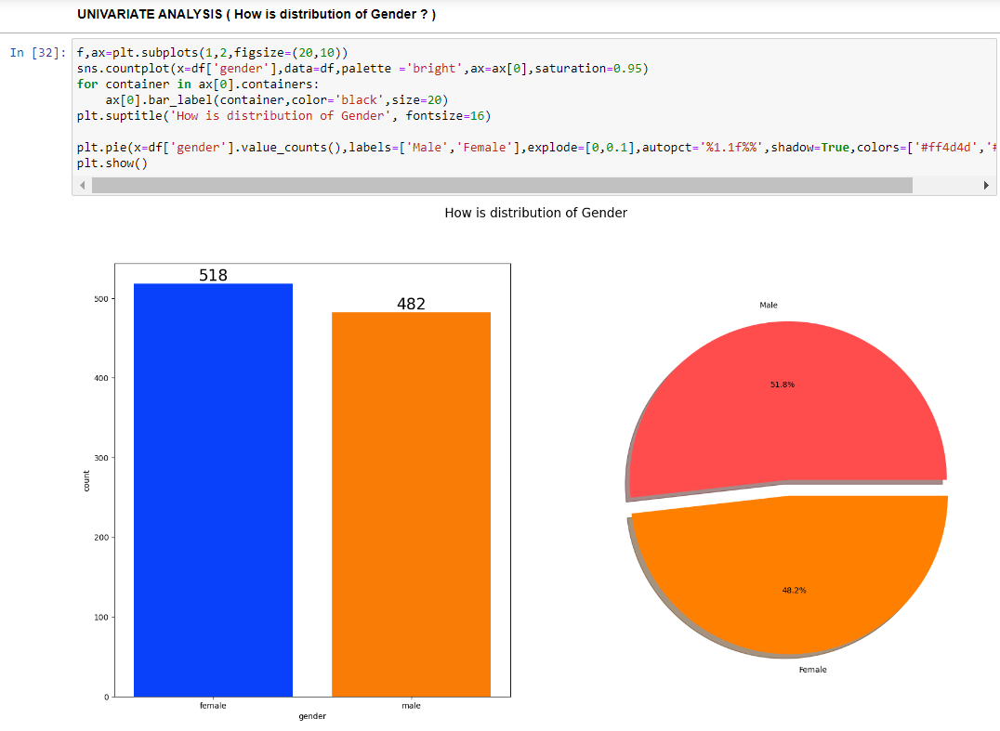 UNIVARIATE ANALYSIS ( How is distribution of Gender ? )
In [32]: f,ax=plt.subplots(1,2,figsize=(20,10))
sns.countplot(x=df['gender'],data=df,palette ='bright',ax=ax[0],saturation=0.95)
for container in ax[0].containers:
    ax[0].bar_label(container,color='black',size=20)
plt.suptitle('How is distribution of Gender', fontsize=16)
plt.pie(x=df['gender'].value_counts(),labels=['Male','Female'],explode=[0,0.1],autopct='%1.1f%%',shadow=True,colors=['#ff4d4d','#
plt.show()
How is distribution of Gender
518
482
500
400
300
200
100
0
count
female
male
gender
Male
51.8%
48.2%
Female